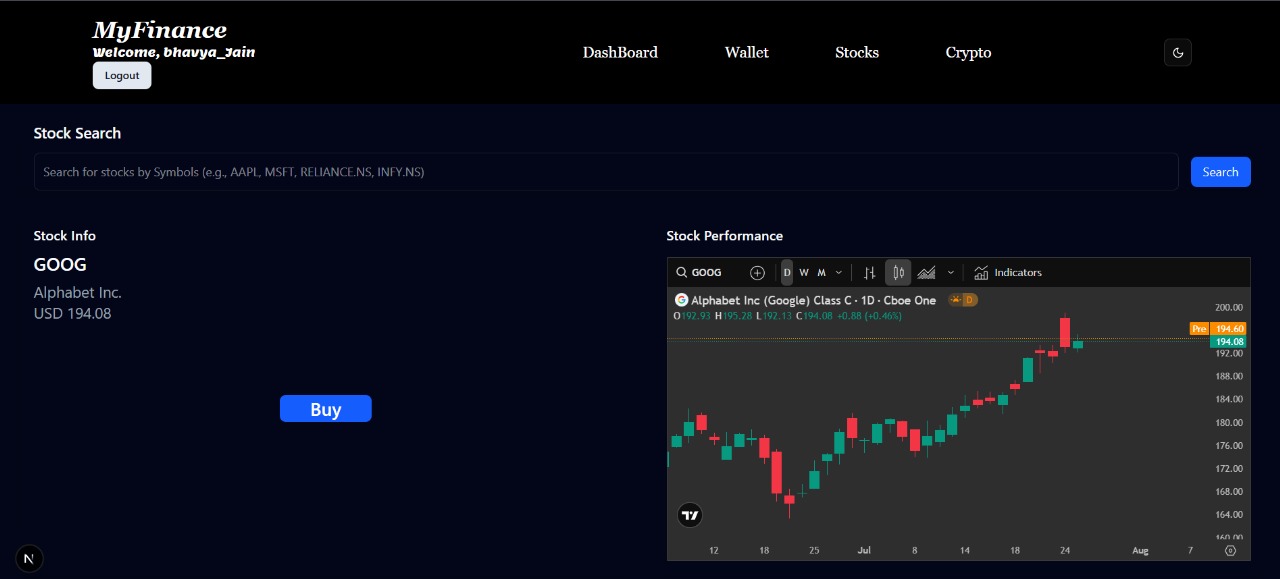 MyFinance
Welcome, bhavya_Jain
Logout
DashBoard Wallet Stocks Crypto
Stock Search
Search for stocks by Symbols (e.g., AAPL, MSFT, RELIANCE.NS, INFY.NS)
Search
Stock Info
GOOG
Alphabet Inc.
USD 194.08
Buy
Stock Performance
GOOG D W M Indicators
Alphabet Inc (Google) Class C · 1D · Cboe One D
O192.93 H195.28 L192.13 C194.08 +0.88 (+0.46%)
200.00
Pre 194.60
194.08
192.00
188.00
184.00
180.00
176.00
172.00
168.00
164.00
160.00
12 18 25 Jul 8 14 18 24 Aug 7
N